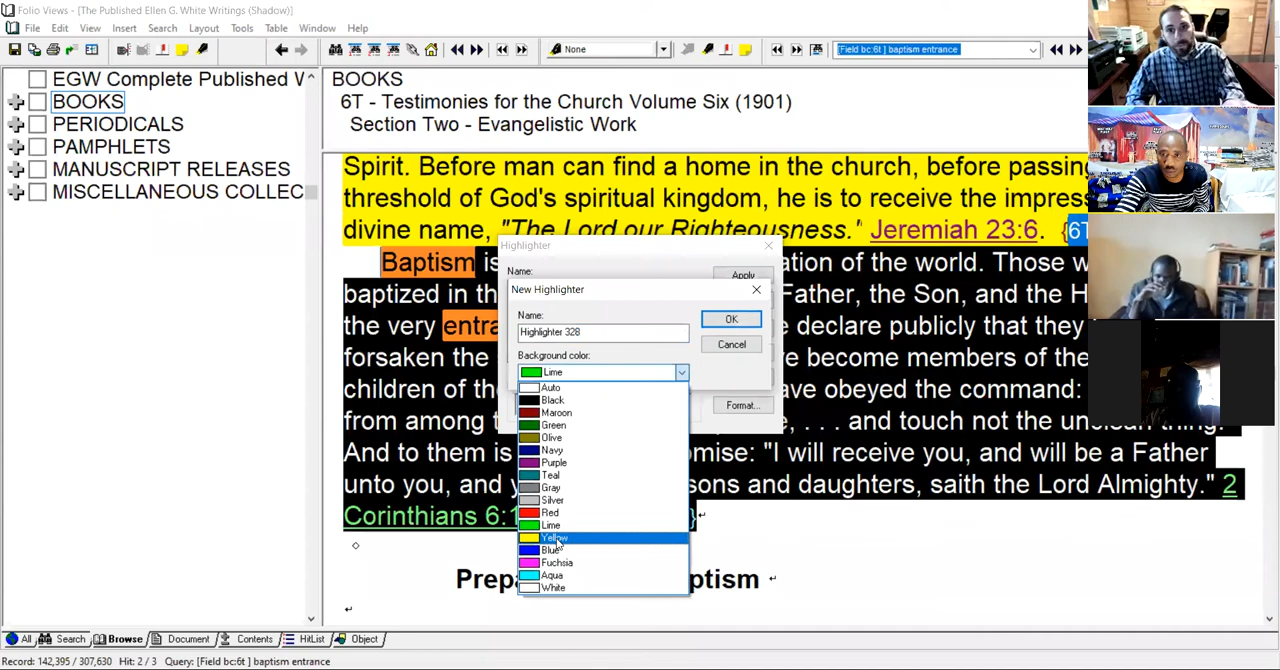 Folio Views - [The Published Ellen G. White Writings (Shadow)]
File Edit View Insert Search Layout Tools Table Window Help
None
[Field bc:6t ] baptism entrance
EGW Complete Published W
BOOKS
PERIODICALS
PAMPHLETS
MANUSCRIPT RELEASES
MISCELLANEOUS COLLEC
BOOKS
6T - Testimonies for the Church Volume Six (1901)
Section Two - Evangelistic Work
Spirit. Before man can find a home in the church, before passing
threshold of God's spiritual kingdom, he is to receive the impress
divine name, "The Lord our Righteousness." Jeremiah 23:6. {6T
Baptism is ation of the world. Those w
baptized in th Father, the Son, and the H
the very entra e declare publicly that they
forsaken the e become members of the
children of the ave obeyed the command:
from among t e, . . . and touch not the unclean thing."
And to them is omise: "I will receive you, and will be a Father
unto you, and y sons and daughters, saith the Lord Almighty." 2
Corinthians 6:1 }
Prepa ptism
Highlighter
Name:
Apply
Format...
New Highlighter
Name:
Highlighter 328
OK
Cancel
Background color:
Lime
Auto
Black
Maroon
Green
Olive
Navy
Purple
Teal
Gray
Silver
Red
Lime
Yellow
Blue
Fuchsia
Aqua
White
All Search Browse Document Contents HitList Object
Record: 142,395 / 307,630 Hit: 2 / 3 Query: [Field bc:6t ] baptism entrance